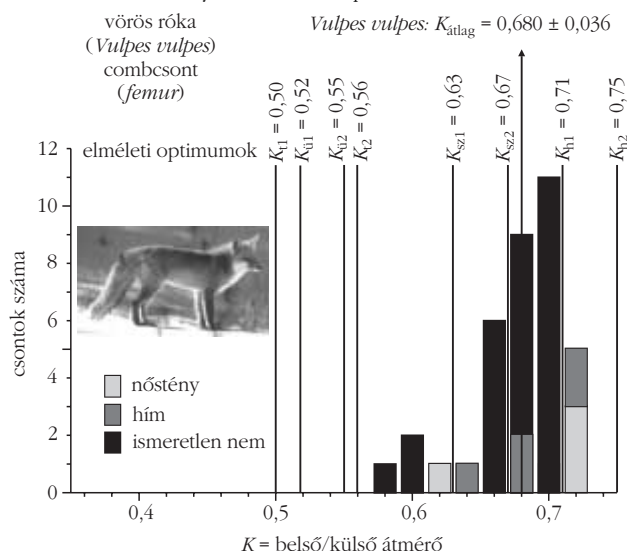 vörös róka
(Vulpes vulpes)
combcsont
(femur)
Vulpes vulpes: Kátlag = 0,680 ± 0,036
elméleti optimumok
Kt1 = 0,50
Kü1 = 0,52
Kü2 = 0,55
Kt2 = 0,56
Ksz1 = 0,63
Ksz2 = 0,67
Kh1 = 0,71
Kh2 = 0,75
csontok száma
12
10
8
6
4
2
0
nőstény
hím
ismeretlen nem
0,4
0,5
0,6
0,7
K = belső/külső átmérő